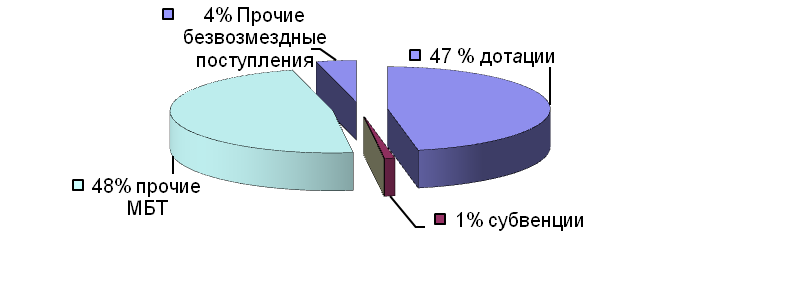 4% Прочие
безвозмездные
поступления
47 % дотации
48% прочие
МБТ
1% субвенции